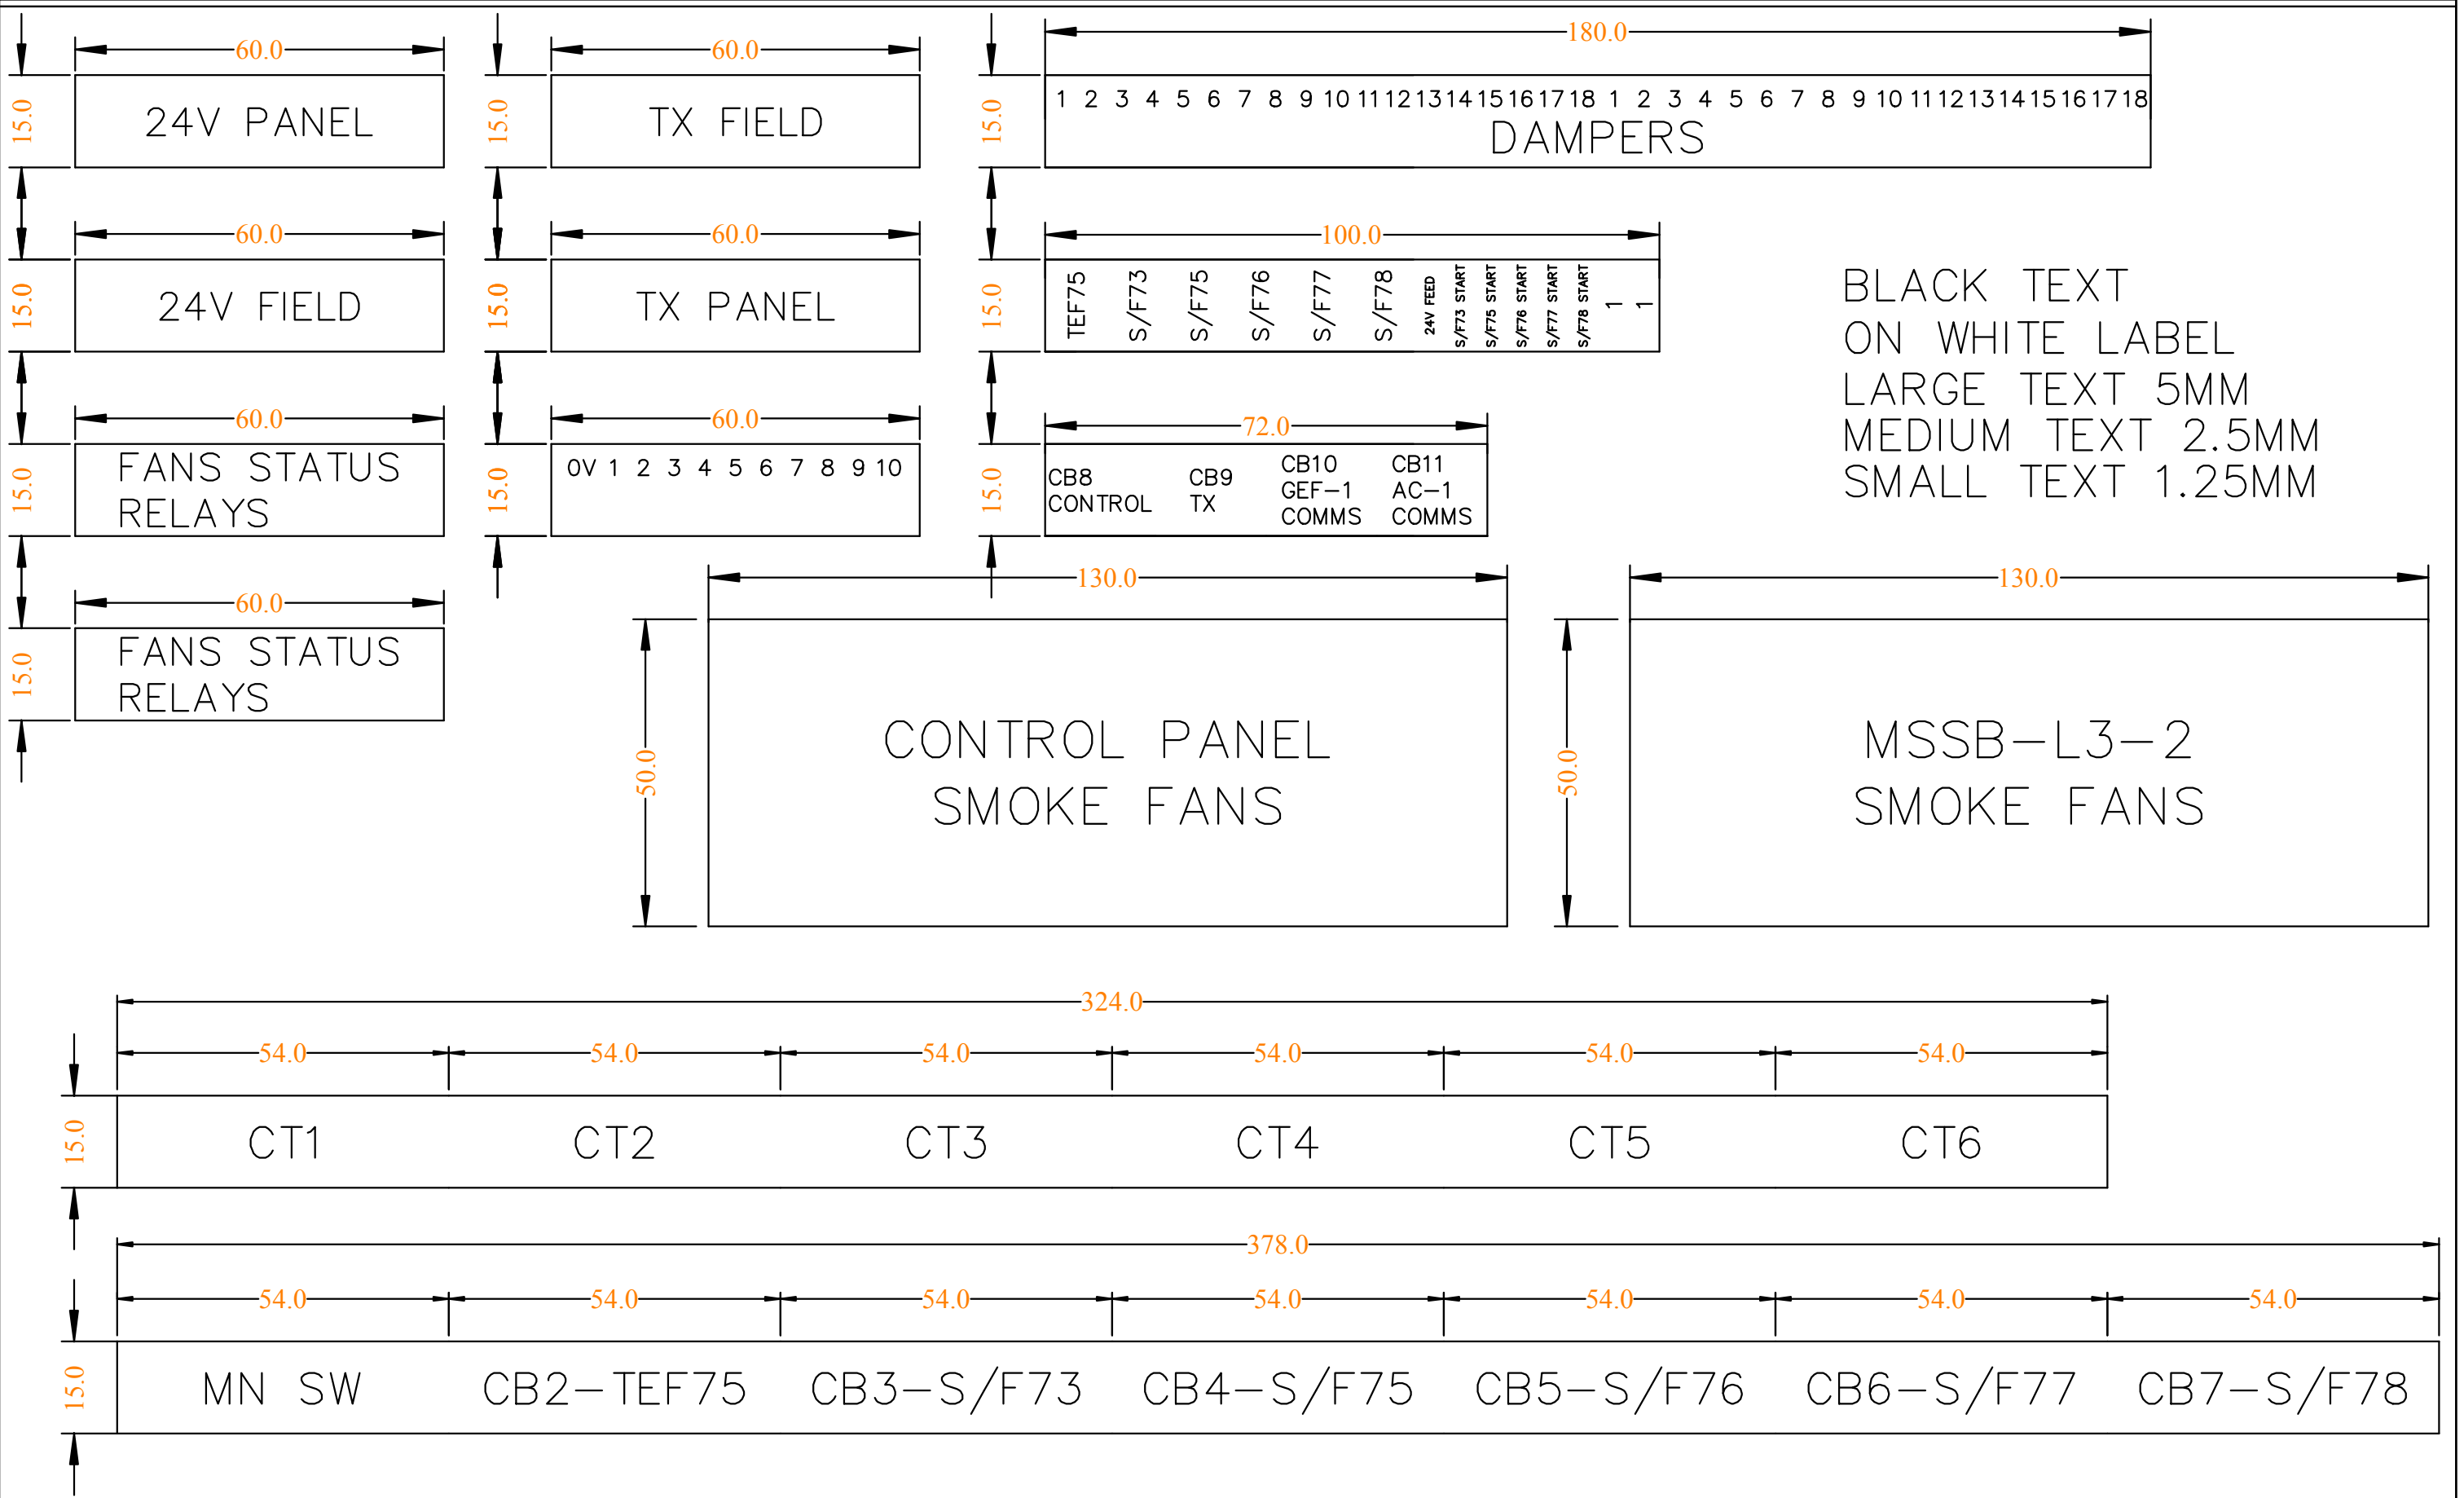 60.0
60.0
180.0
15.0
24V PANEL
15.0
TX FIELD
15.0
1 2 3 4 5 6 7 8 9 10 11 12 13 14 15 16 17 18 1 2 3 4 5 6 7 8 9 10 11 12 13 14 15 16 17 18
DAMPERS
60.0
60.0
100.0
15.0
24V FIELD
15.0
TX PANEL
15.0
TEF75
S/F73
S/F75
S/F76
S/F77
S/F78
24V FEED
S/F73 START
S/F75 START
S/F76 START
S/F77 START
S/F78 START
1
1
BLACK TEXT
ON WHITE LABEL
LARGE TEXT 5MM
MEDIUM TEXT 2.5MM
SMALL TEXT 1.25MM
60.0
60.0
72.0
15.0
FANS STATUS
RELAYS
15.0
0V 1 2 3 4 5 6 7 8 9 10
15.0
CB8
CONTROL
CB9
TX
CB10
GEF-1
COMMS
CB11
AC-1
COMMS
60.0
130.0
130.0
15.0
FANS STATUS
RELAYS
50.0
CONTROL PANEL
SMOKE FANS
50.0
MSSB-L3-2
SMOKE FANS
324.0
54.0 54.0 54.0 54.0 54.0 54.0
15.0
CT1 CT2 CT3 CT4 CT5 CT6
378.0
54.0 54.0 54.0 54.0 54.0 54.0 54.0
15.0
MN SW CB2-TEF75 CB3-S/F73 CB4-S/F75 CB5-S/F76 CB6-S/F77 CB7-S/F78